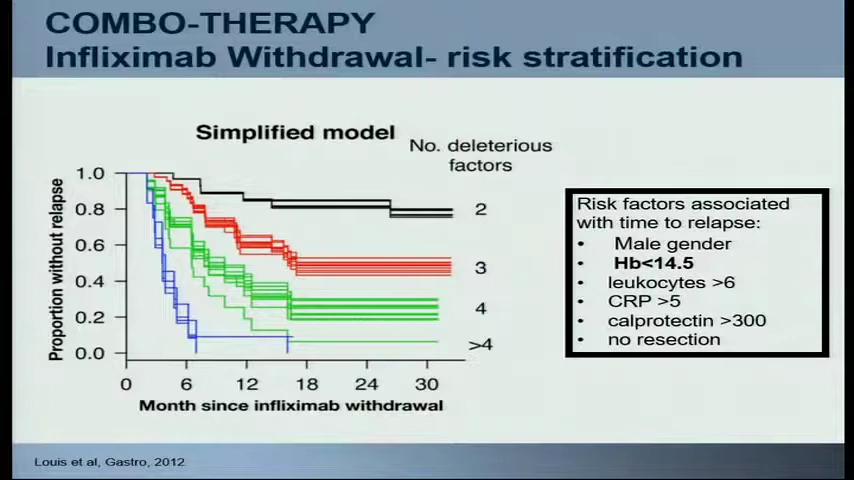 COMBO-THERAPY
Infliximab Withdrawal- risk stratification
Simplified model
No. deleterious
factors
Proportion without relapse
1.0
0.8
0.6
0.4
0.2
0.0
2
3
4
>4
0 6 12 18 24 30
Month since infliximab withdrawal
Risk factors associated
with time to relapse:
• Male gender
• Hb<14.5
• leukocytes >6
• CRP >5
• calprotectin >300
• no resection
Louis et al, Gastro, 2012